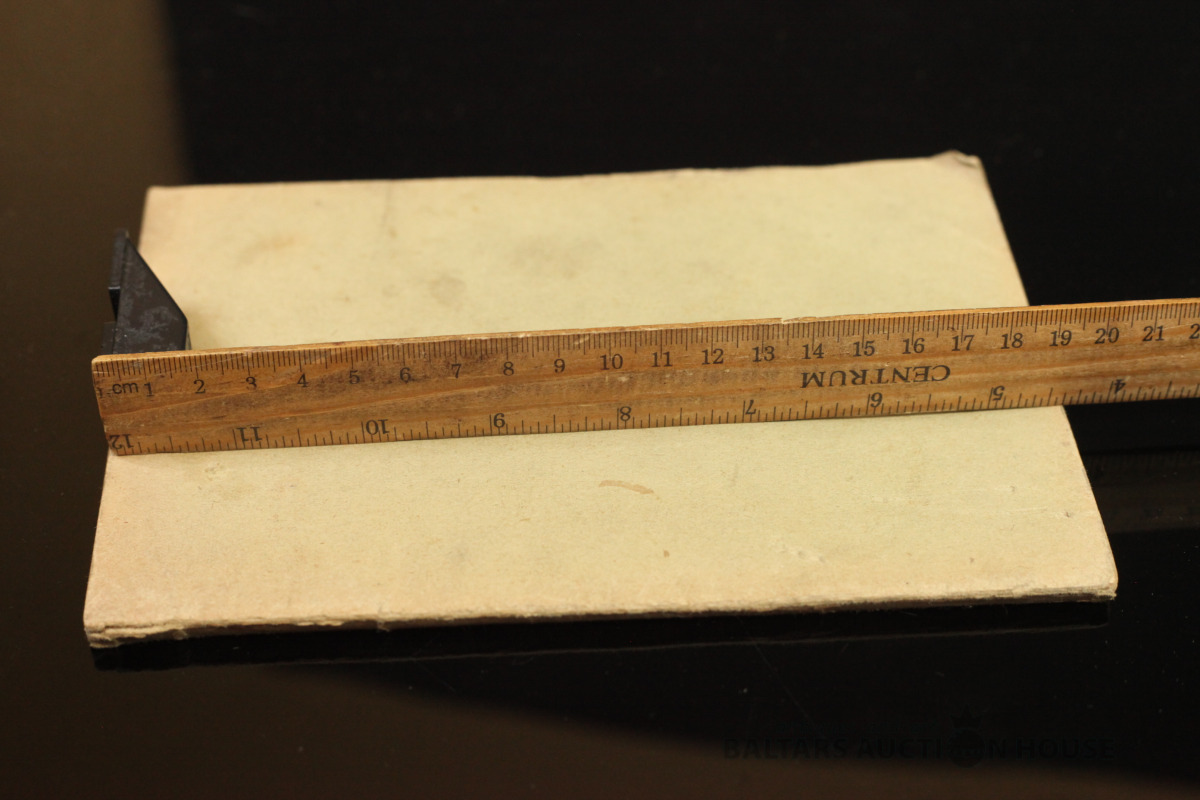 cm 1 2 3 4 5 6 7 8 9 10 11 12 13 14 15 16 17 18 19 20 21
CENTRUM
12 11 10 9 8 7 6 5 4
BALTARS AUCTION HOUSE